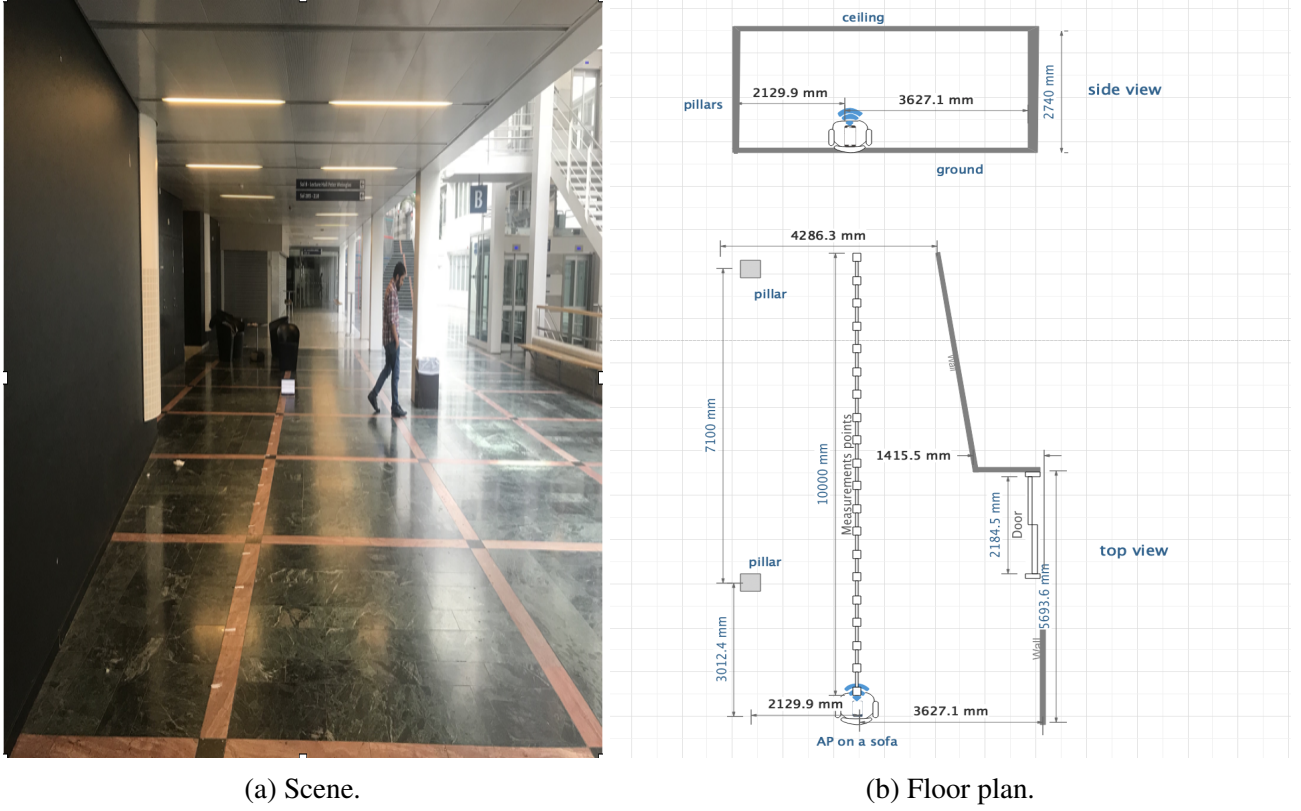 B
ceiling
2129.9 mm
3627.1 mm
pillars
2740 mm
side view
ground
4286.3 mm
pillar
Wall
7100 mm
10000 mm
Measurements points
1415.5 mm
2184.5 mm
Door
top view
pillar
5693.6 mm
3012.4 mm
Wall
2129.9 mm
3627.1 mm
AP on a sofa
(a) Scene.
(b) Floor plan.